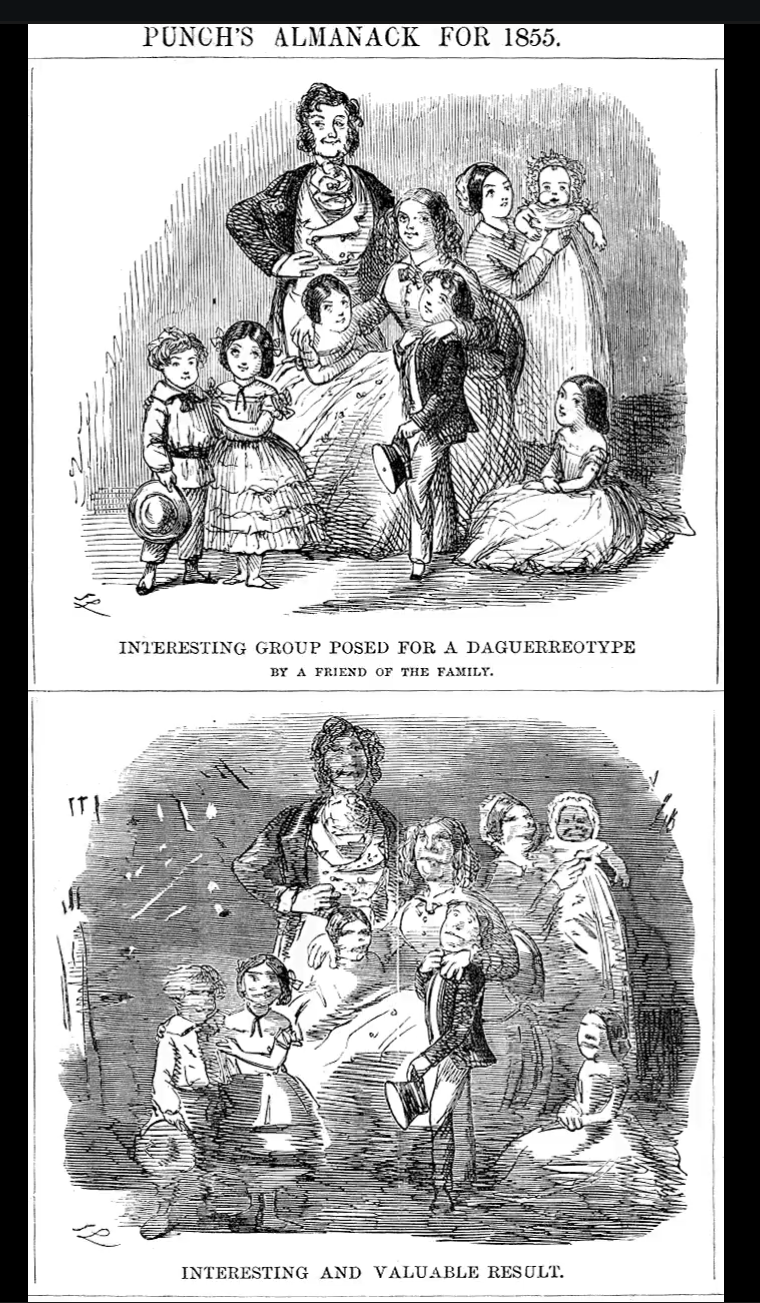 PUNCH'S ALMANACK FOR 1855.
INTERESTING GROUP POSED FOR A DAGUERREOTYPE
BY A FRIEND OF THE FAMILY.
INTERESTING AND VALUABLE RESULT.